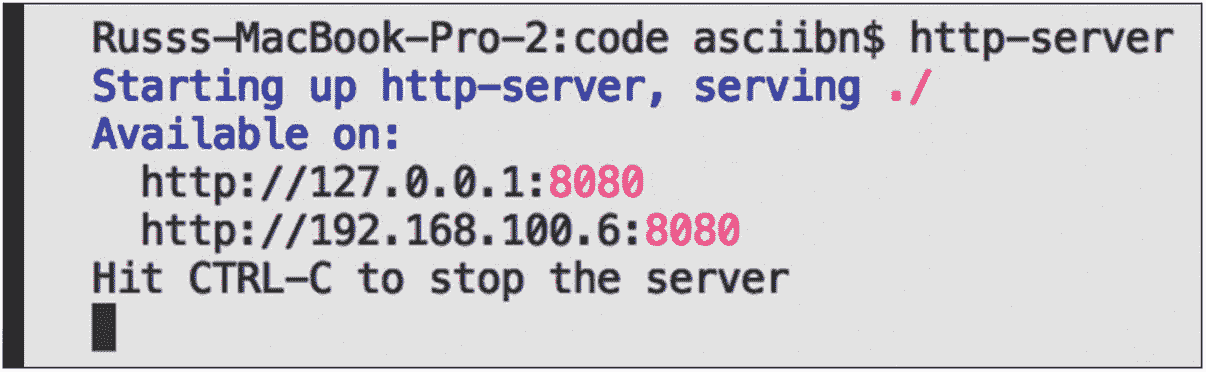 Russs-MacBook-Pro-2:code asciibn$ http-server
Starting up http-server, serving ./
Available on:
http://127.0.0.1:8080
http://192.168.100.6:8080
Hit CTRL-C to stop the server